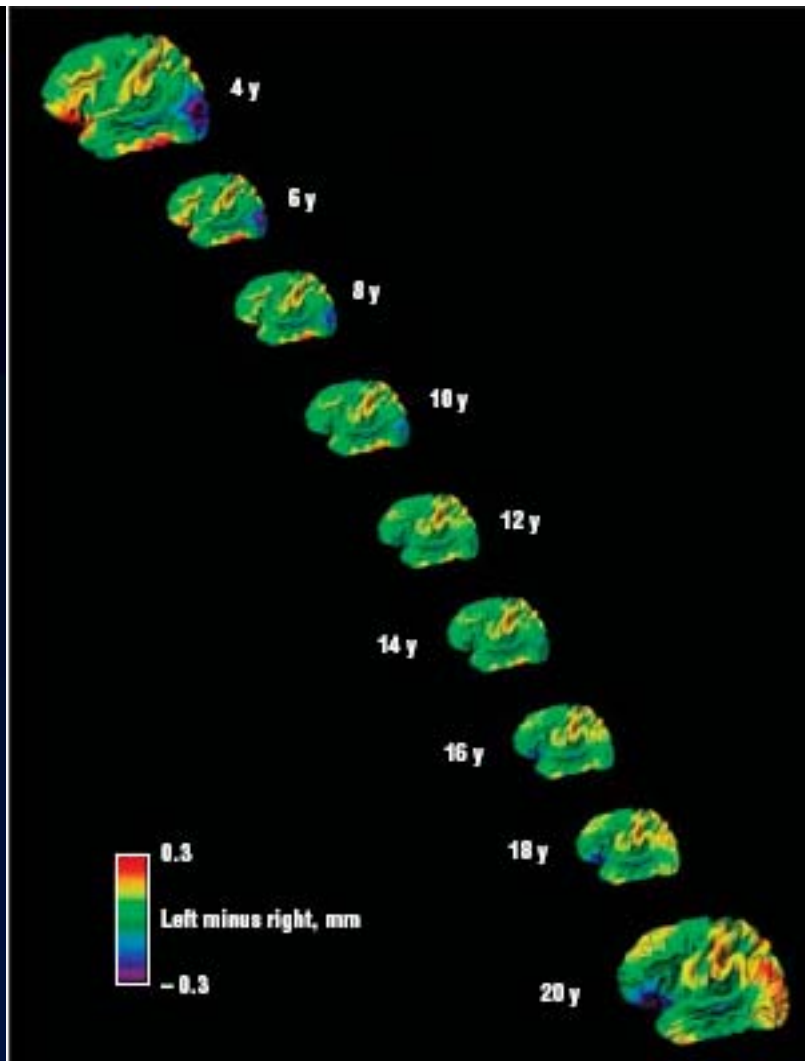 4 y
6 y
8 y
10 y
12 y
14 y
16 y
18 y
20 y
0.3
Left minus right, mm
– 0.3